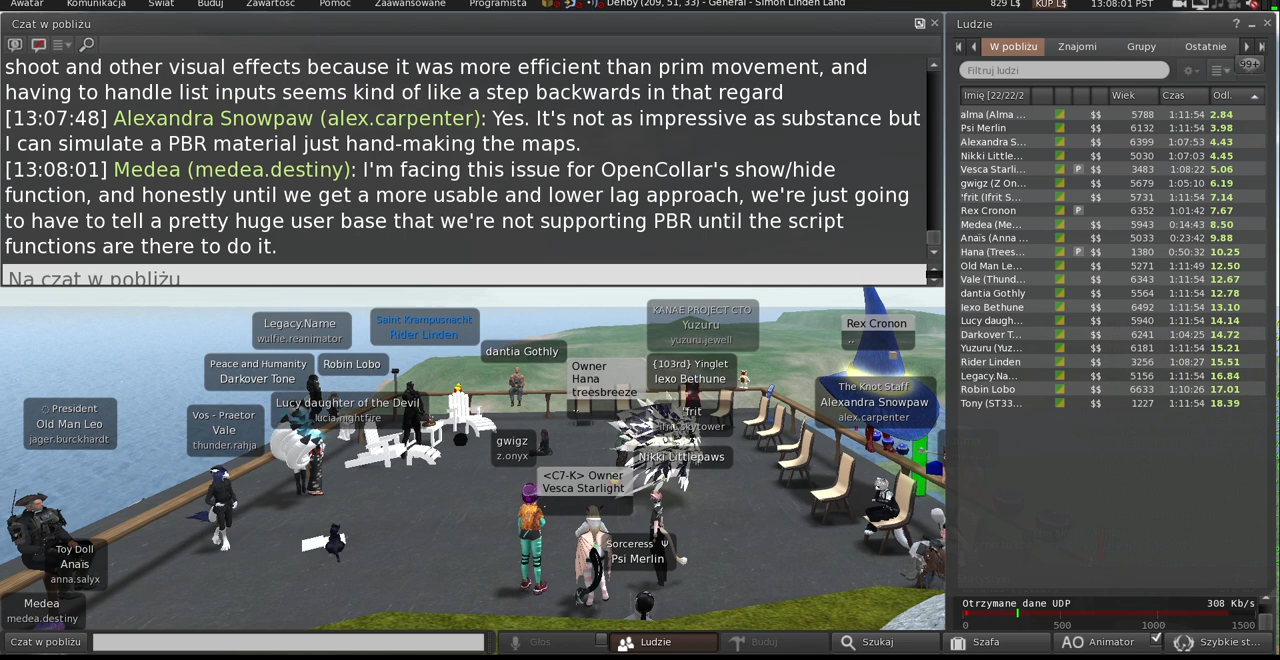 Awatar Komunikacja Świat Buduj Zawartość Pomoc Zaawansowane Programista Denby (209, 51, 33) - General - Simon Linden Land 829 L$ KUP L$ 13:08:01 PST
Czat w pobliżu
shoot and other visual effects because it was more efficient than prim movement, and
having to handle list inputs seems kind of like a step backwards in that regard
[13:07:48] Alexandra Snowpaw (alex.carpenter): Yes. It's not as impressive as substance but
I can simulate a PBR material just hand-making the maps.
[13:08:01] Medea (medea.destiny): I'm facing this issue for OpenCollar's show/hide
function, and honestly until we get a more usable and lower lag approach, we're just going
to have to tell a pretty huge user base that we're not supporting PBR until the script
functions are there to do it.
Na czat w pobliżu
Ludzie
W pobliżu Znajomi Grupy Ostatnie
Filtruj ludzi 99+
Imię [22/22/2 Wiek Czas Odl.
alma (Alma ... $$ 5788 1:11:54 2.84
Psi Merlin $$ 6132 1:11:54 3.98
Alexandra S... $$ 6399 1:07:53 4.43
Nikki Little... $$ 5030 1:07:03 4.45
Vesca Starli... P $$ 3483 1:08:22 5.06
gwigz (Z On... $$ 5679 1:05:10 6.19
'frit (Ifrit S... $$ 5731 1:11:54 7.14
Rex Cronon P 6352 1:01:42 7.67
Medea (Me... $$ 5943 0:14:43 8.50
Anaïs (Anna ... $$ 5033 0:23:42 9.88
Hana (Trees... P $$ 1380 0:50:32 10.25
Old Man Le... $$ 5271 1:11:49 12.50
Vale (Thund... $$ 6343 1:11:54 12.67
dantia Gothly $$ 5564 1:11:54 12.78
Iexo Bethune $$ 6492 1:11:54 13.10
Lucy daugh... $$ 5940 1:11:54 14.14
Darkover T... $$ 6241 1:04:25 14.72
Yuzuru (Yuz... $$ 6181 1:11:54 15.21
Rider Linden $$ 3256 1:08:27 15.51
Legacy.Na... $$ 5156 1:11:54 16.84
Robin Lobo $$ 6633 1:10:26 17.01
Tony (ST33... $$ 1227 1:11:54 18.39
Legacy.Name
wulfie.reanimator
Saint Krampusnacht
Rider Linden
KANAE PROJECT CTO
Yuzuru
yuzuru.jewell
Rex Cronon
..
dantia Gothly
Peace and Humanity
Darkover Tone
Robin Lobo
Owner
Hana
treesbreeze
{103rd} Yinglet
Iexo Bethune
The Knot Staff
Alexandra Snowpaw
alex.carpenter
President
Old Man Leo
jager.burckhardt
Vos - Praetor
Vale
thunder.rahja
Lucy daughter of the Devil
lucia.nightfire
'frit
ifrit.skytower
gwigz
z.onyx
Nikki Littlepaws
<C7-K> Owner
Vesca Starlight
Sorceress Ψ
Psi Merlin
Toy Doll
Anaïs
anna.salyx
Medea
medea.destiny
Otrzymane dane UDP 308 Kb/s
0 500 1000 1500
Czat w pobliżu Głos Ludzie Buduj Szukaj Szafa AO Animator Szybkie st...